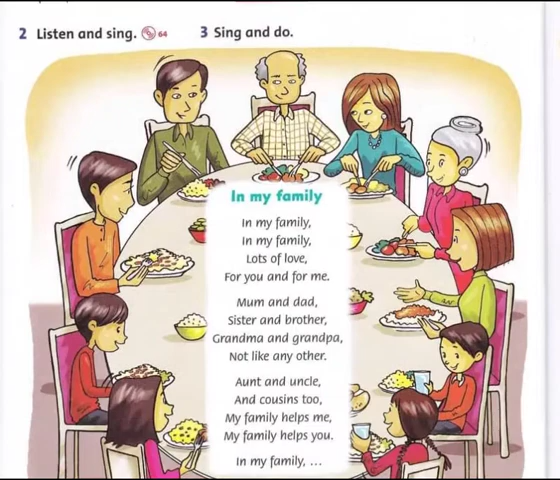 2 Listen and sing. 64 3 Sing and do.
In my family
In my family,
In my family,
Lots of love,
For you and for me.
Mum and dad,
Sister and brother,
Grandma and grandpa,
Not like any other.
Aunt and uncle,
And cousins too,
My family helps me,
My family helps you.
In my family, ...